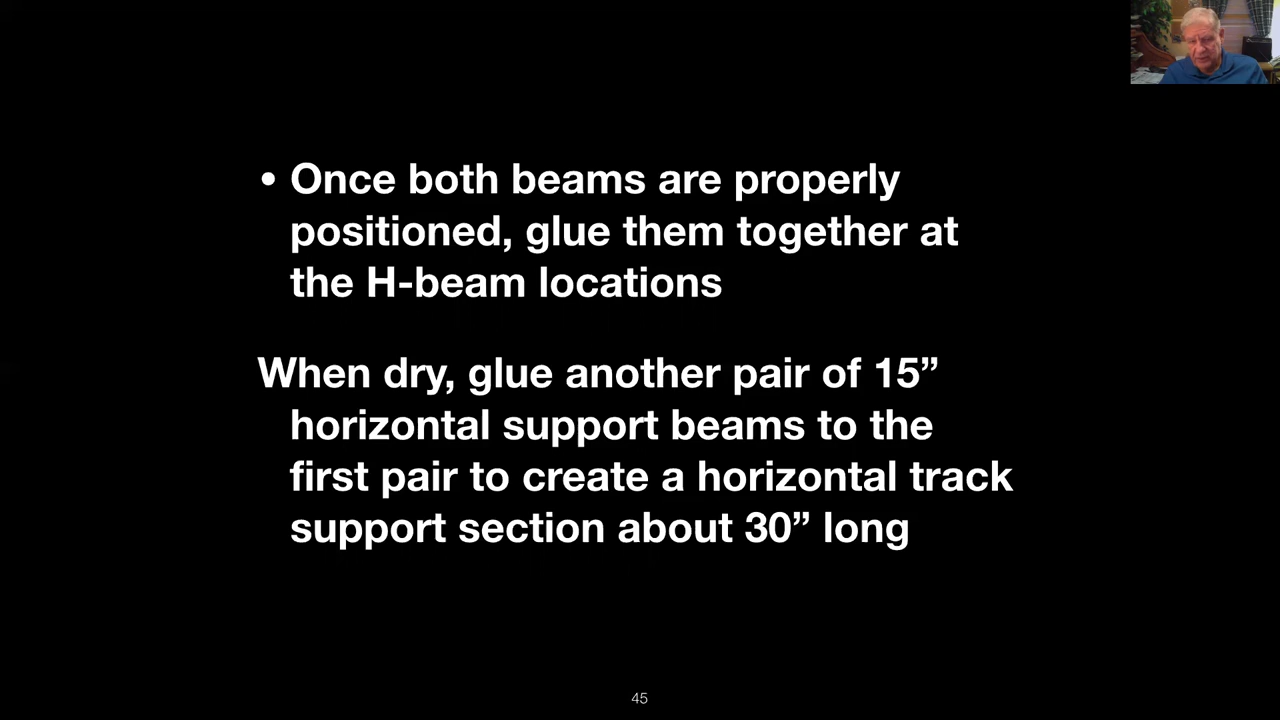 • Once both beams are properly
positioned, glue them together at
the H-beam locations
When dry, glue another pair of 15”
horizontal support beams to the
first pair to create a horizontal track
support section about 30” long
45